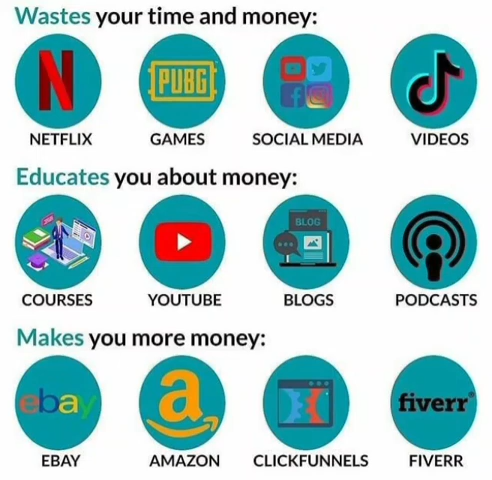 Wastes your time and money:
PUBG
NETFLIX GAMES SOCIAL MEDIA VIDEOS
Educates you about money:
BLOG
COURSES YOUTUBE BLOGS PODCASTS
Makes you more money:
ebay fiverr
EBAY AMAZON CLICKFUNNELS FIVERR